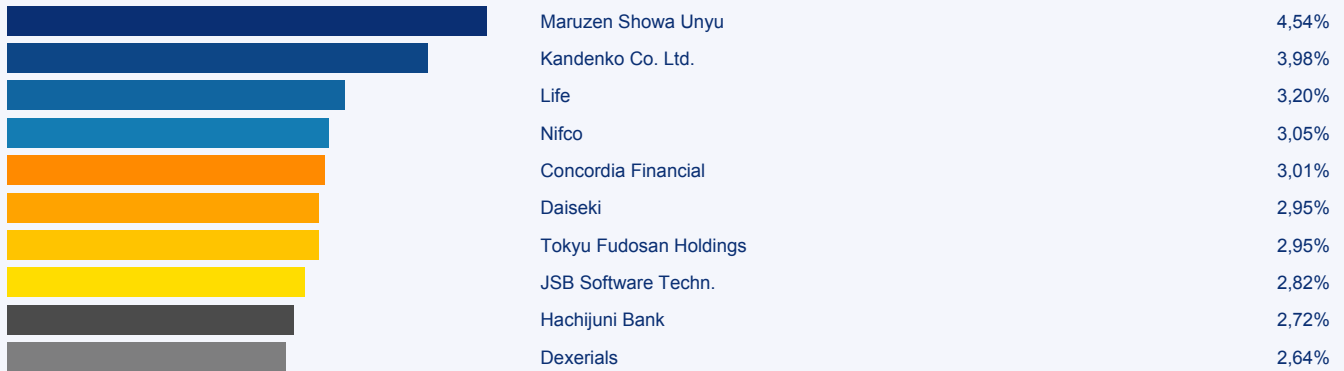 Maruzen Showa Unyu 4,54%
Kandenko Co. Ltd. 3,98%
Life 3,20%
Nifco 3,05%
Concordia Financial 3,01%
Daiseki 2,95%
Tokyu Fudosan Holdings 2,95%
JSB Software Techn. 2,82%
Hachijuni Bank 2,72%
Dexerials 2,64%